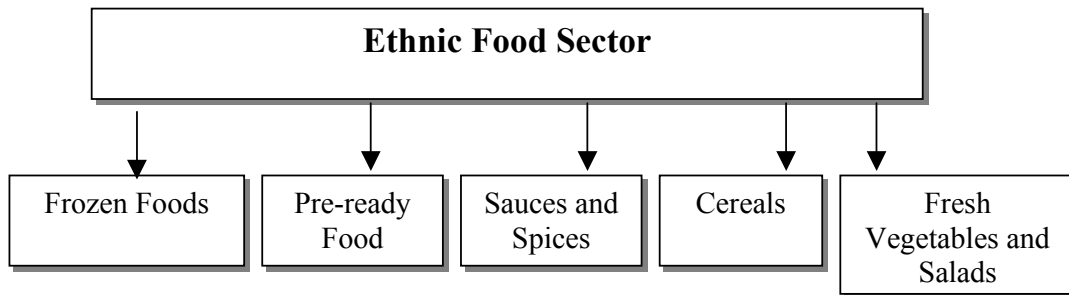 Ethnic Food Sector
Frozen Foods
Pre-ready
Food
Sauces and
Spices
Cereals
Fresh
Vegetables and
Salads